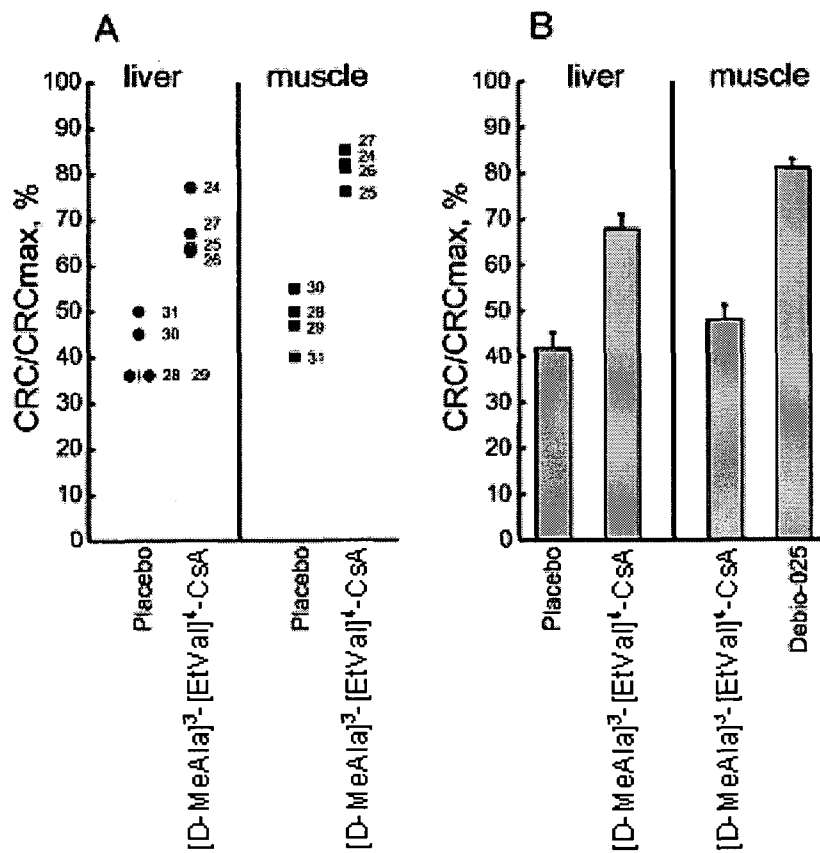 A
B
liver
muscle
liver
muscle
CRC/CRCmax, %
100
90
80
70
60
50
40
30
20
10
0
24
27
25
26
31
30
28 29
27
24
26
25
30
28
29
31
Placebo
[D-MeAla]³-[EtVal]⁴-CsA
Placebo
[D-MeAla]³-[EtVal]⁴-CsA
CRC/CRCmax, %
100
90
80
70
60
50
40
30
20
10
0
Placebo
[D-MeAla]³-[EtVal]⁴-CsA
[D-MeAla]³-[EtVal]⁴-CsA
Debio-025